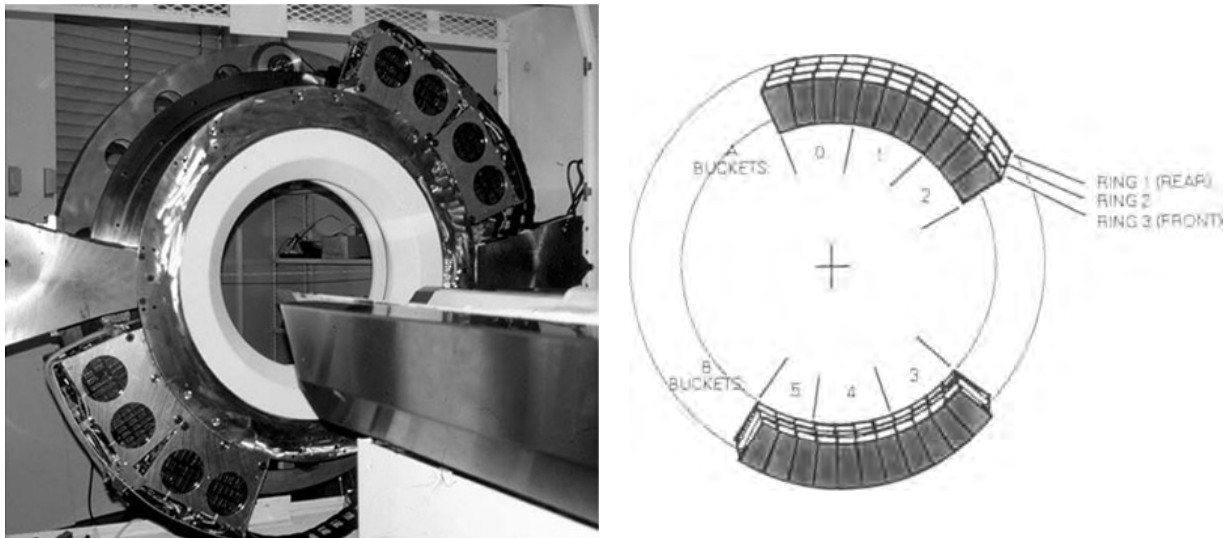 A
BUCKETS:
0
1
2
RING 1 (REAR)
RING 2
RING 3 (FRONT)
B
BUCKETS:
5
4
3